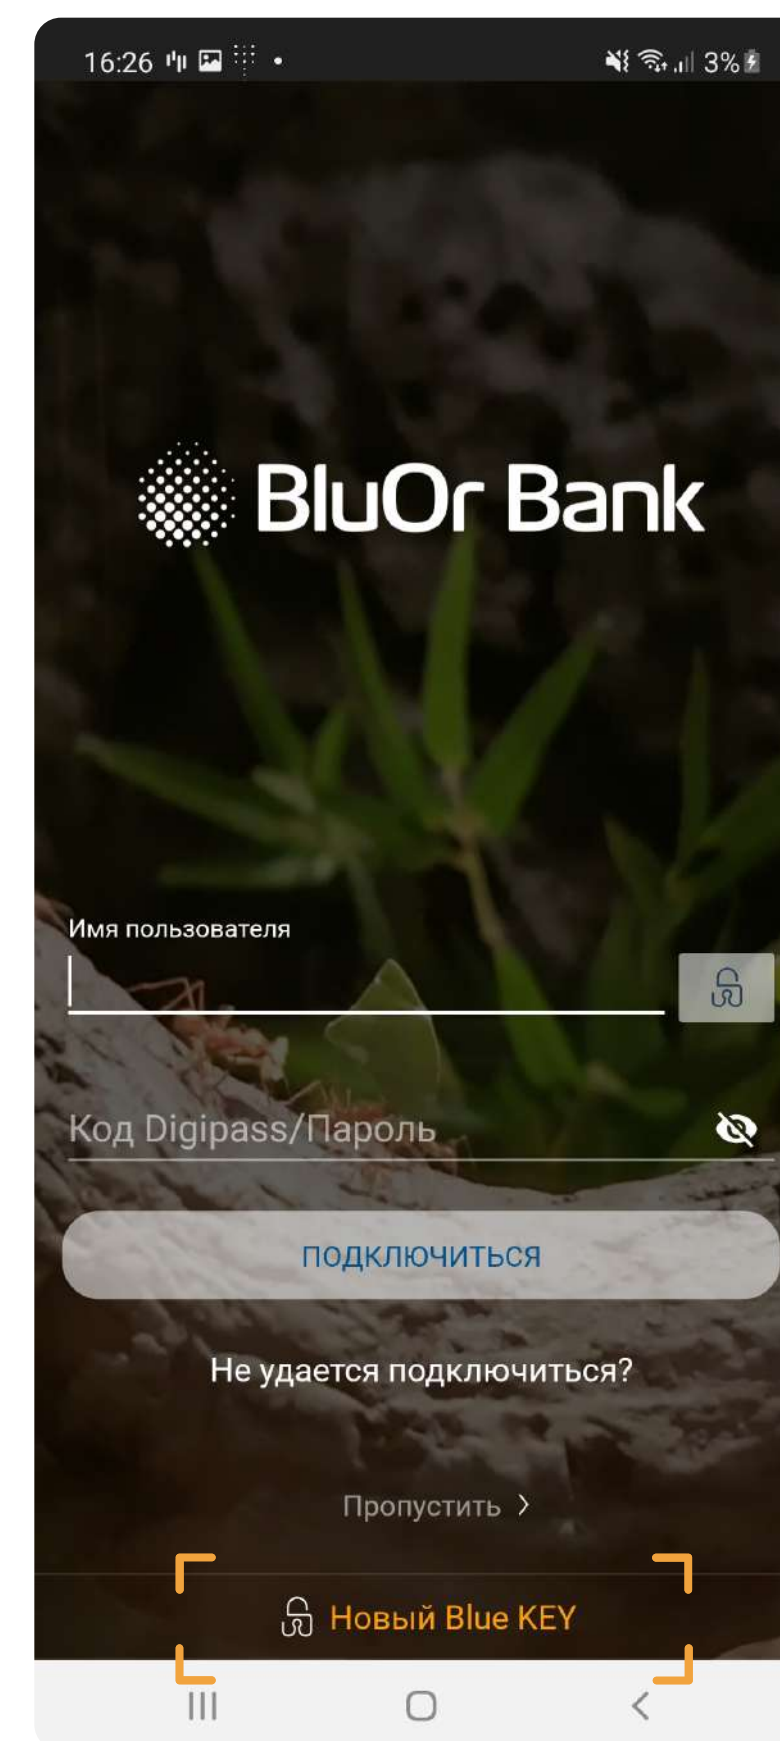 16:26
3%
BluOr Bank
Имя пользователя
Код Digipass/Пароль
ПОДКЛЮЧИТЬСЯ
Не удается подключиться?
Пропустить
Новый Blue KEY